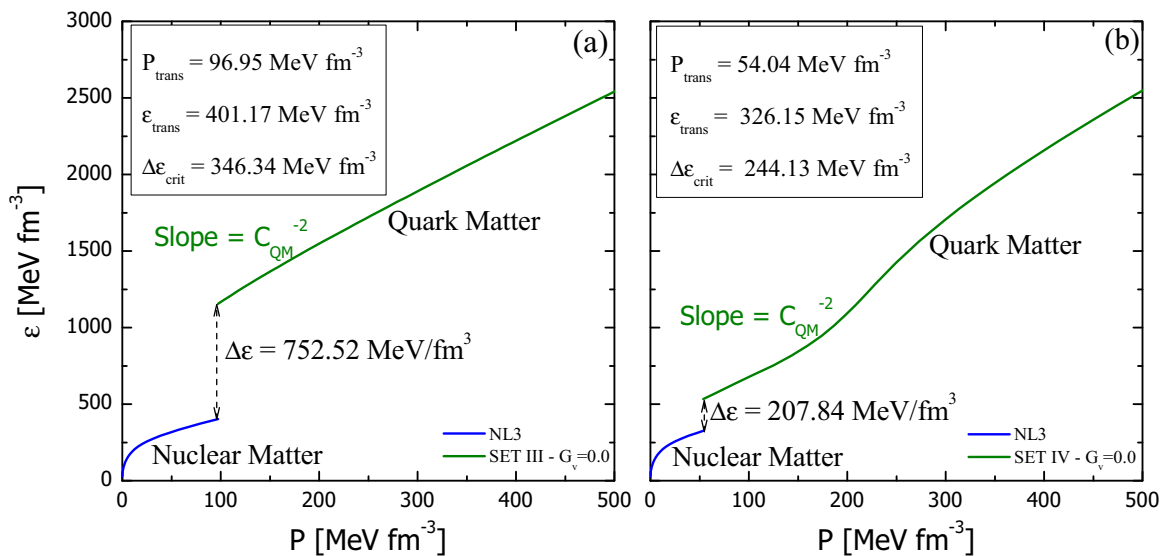 (a)
P_trans = 96.95 MeV fm^-3
ε_trans = 401.17 MeV fm^-3
Δε_crit = 346.34 MeV fm^-3
Quark Matter
Slope = C_QM^-2
Δε = 752.52 MeV/fm^3
NL3
SET III - G_v=0.0
Nuclear Matter
3000
2500
2000
1500
1000
500
0
ε [MeV fm^-3]
0 100 200 300 400 500
P [MeV fm^-3]
(b)
P_trans = 54.04 MeV fm^-3
ε_trans = 326.15 MeV fm^-3
Δε_crit = 244.13 MeV fm^-3
Quark Matter
Slope = C_QM^-2
Δε = 207.84 MeV/fm^3
NL3
SET IV - G_v=0.0
Nuclear Matter
0 100 200 300 400 500
P [MeV fm^-3]